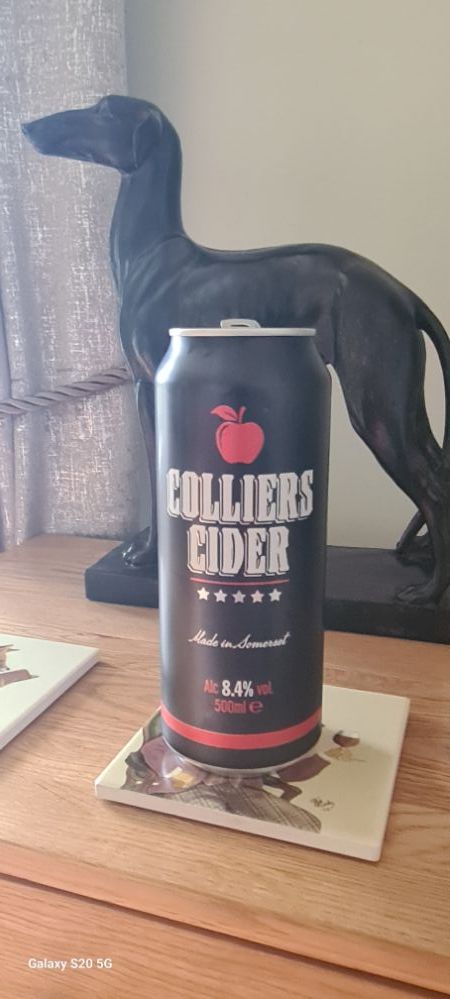 COLLIERS
CIDER
Made in Somerset
Alc 8.4% vol
500ml e
Galaxy S20 5G